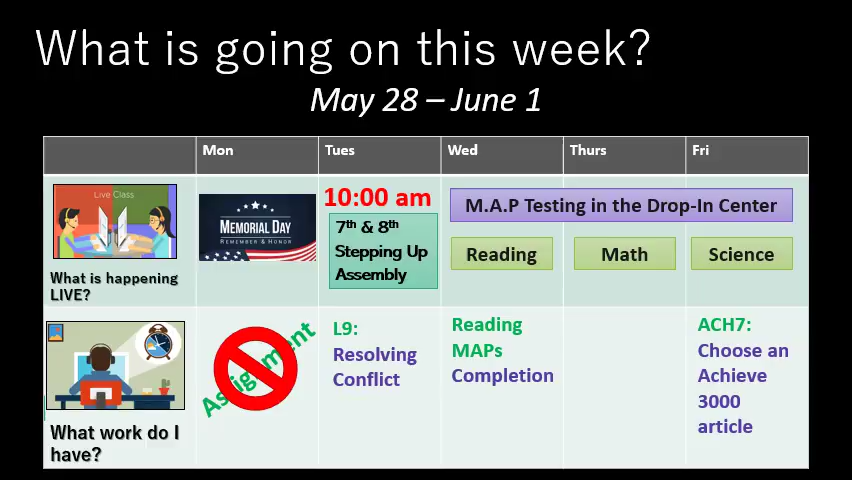 What is going on this week?
May 28 – June 1
Mon
Tues
Wed
Thurs
Fri
Live Class
What is happening
LIVE?
MEMORIAL DAY
REMEMBER & HONOR
10:00 am
7th & 8th
Stepping Up
Assembly
M.A.P Testing in the Drop-In Center
Reading
Math
Science
What work do I
have?
Assignment
L9:
Resolving
Conflict
Reading
MAPs
Completion
ACH7:
Choose an
Achieve
3000
article